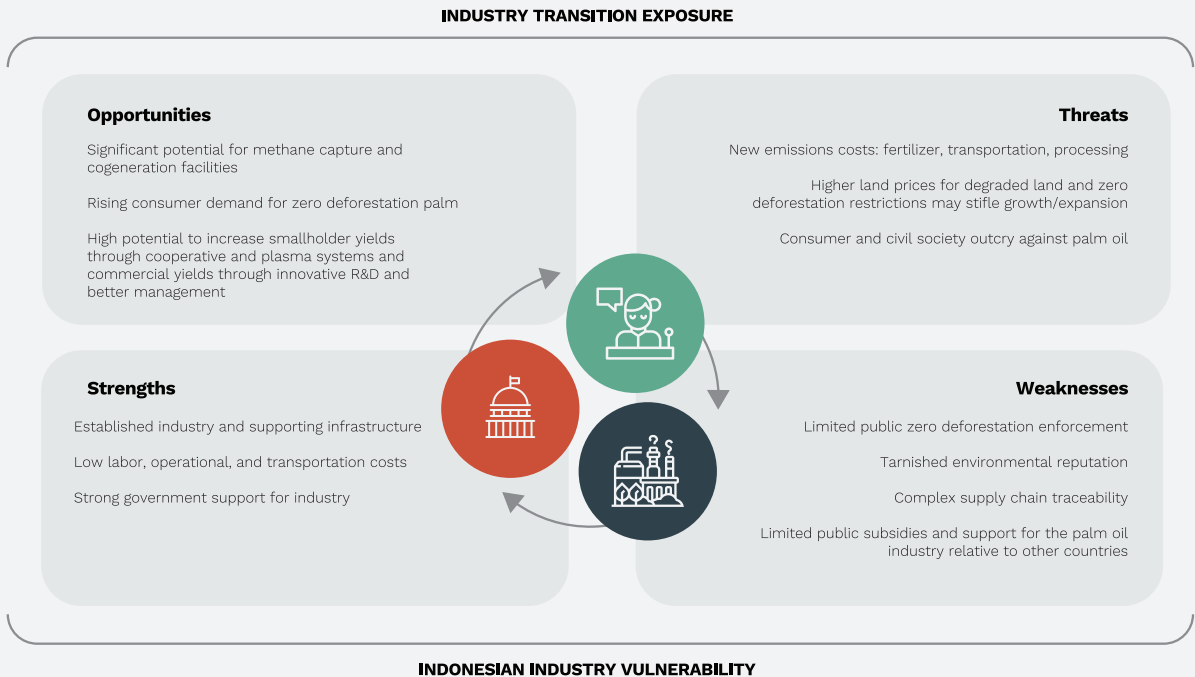 INDUSTRY TRANSITION EXPOSURE
Opportunities
Significant potential for methane capture and
cogeneration facilities
Rising consumer demand for zero deforestation palm
High potential to increase smallholder yields
through cooperative and plasma systems and
commercial yields through innovative R&D and
better management
Threats
New emissions costs: fertilizer, transportation, processing
Higher land prices for degraded land and zero
deforestation restrictions may stifle growth/expansion
Consumer and civil society outcry against palm oil
Strengths
Established industry and supporting infrastructure
Low labor, operational, and transportation costs
Strong government support for industry
Weaknesses
Limited public zero deforestation enforcement
Tarnished environmental reputation
Complex supply chain traceability
Limited public subsidies and support for the palm oil
industry relative to other countries
INDONESIAN INDUSTRY VULNERABILITY